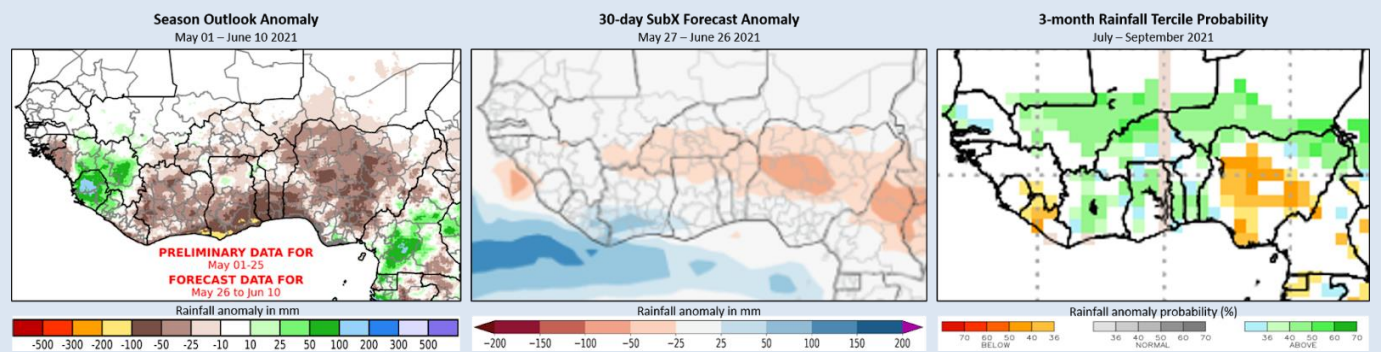 Season Outlook Anomaly
May 01 – June 10 2021
PRELIMINARY DATA FOR
May 01-25
FORECAST DATA FOR
May 26 to Jun 10
Rainfall anomaly in mm
-500 -300 -200 -100 -50 -25 -10 10 25 50 100 200 300 500
30-day SubX Forecast Anomaly
May 27 – June 26 2021
Rainfall anomaly in mm
−200 −150 −100 −50 −25 25 50 100 150 200
3-month Rainfall Tercile Probability
July – September 2021
Rainfall anomaly probability (%)
70 60 50 40 36 36 40 50 60 70 36 40 50 60 70
BELOW NORMAL ABOVE